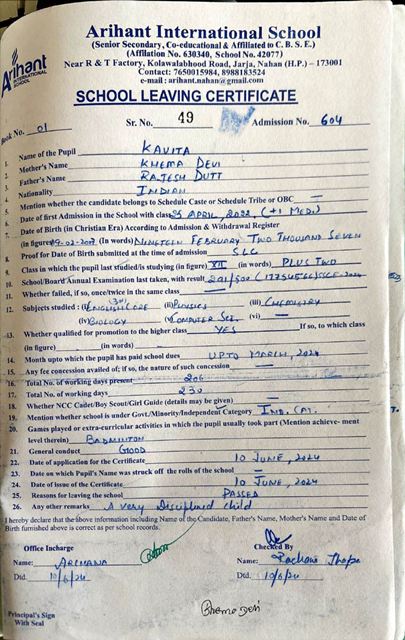 Arihant International School
(Senior Secondary, Co-educational & Affiliated to C. B. S. E.)
(Affilation No. 630340, School No. 42077)
Near R & T Factory, Kolawalabhood Road, Jarja, Nahan (H.P.) – 173001
Contact: 7650015984, 8988183524
e-mail : arihant.nahan@gmail.com
Arihant
INTERNATIONAL
SCHOOL
SCHOOL LEAVING CERTIFICATE
Book No. 01 Sr. No. 49 Admission No. 604
1. Name of the Pupil KAVITA
2. Mother's Name KHEMA DEVI
3. Father's Name RAJESH DUTT
4. Nationality INDIAN
5. Mention whether the candidate belongs to Schedule Caste or Schedule Tribe or OBC —
6. Date of first Admission in the School with class 25 APRIL, 2022, (+1 MED.)
7. Date of Birth (in Christian Era) According to Admission & Withdrawal Register
(in figure) 19-02-2007 (In words) NINETEEN FEBRUARY TWO THOUSAND SEVEN
8. Proof for Date of Birth submitted at the time of admission SLC
9. Class in which the pupil last studied/is studying (in figure) XII (in words) PLUS TWO
10. School/Board Annual Examination last taken, with result
11. Whether failed, if so, once/twice in the same class —
12. Subjects studied : (i) ENGLISH CORE (ii) PHYSICS (iii) CHEMISTRY
(iv) BIOLOGY (v) COMPUTER SCI. (vi) —
13. Whether qualified for promotion to the higher class YES If so, to which class
(in figure) (in words)
14. Month upto which the pupil has paid school dues UPTO MARCH, 2024
15. Any fee concession availed of; if so, the nature of such concession —
16. Total No. of working days present 206
17. Total No. of working days 230
18. Whether NCC Cadet/Boy Scout/Girl Guide (details may be given) —
19. Mention whether school is under Govt./Minority/Independent Category IND. CAT.
20. Games played or extra-curricular activities in which the pupil usually took part (Mention achieve- ment
level therein) BADMINTON
21. General conduct GOOD
22. Date of application for the Certificate 10 JUNE, 2024
23. Date on which Pupil's Name was struck off the rolls of the school —
24. Date of issue of the Certificate 10 JUNE, 2024
25. Reasons for leaving the school PASSED
26. Any other remarks A very Disciplined child
I hereby declare that the above information including Name of the Candidate, Father's Name, Mother's Name and Date of
Birth furnished above is correct as per school records.
Office Incharge Checked By
Name: ARCHANA Name: Rachna Thapa
Dtd. 10/6/24 Dtd. 10/6/24
Principal's Sign
With Seal
Khema Devi